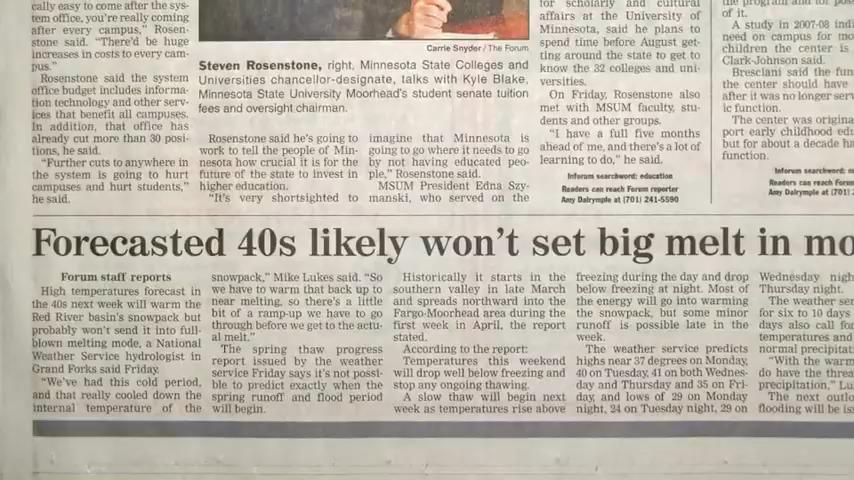 cally easy to come after the sys-
tem office, you're really coming
after every campus," Rosen-
stone said. "There'd be huge
increases in costs to every cam-
pus."
Rosenstone said the system
office budget includes informa-
tion technology and other serv-
ices that benefit all campuses.
In addition, that office has
already cut more than 30 posi-
tions, he said.
"Further cuts to anywhere in
the system is going to hurt
campuses and hurt students,"
he said.
Carrie Snyder / The Forum
Steven Rosenstone, right, Minnesota State Colleges and
Universities chancellor-designate, talks with Kyle Blake,
Minnesota State University Moorhead's student senate tuition
fees and oversight chairman.
Rosenstone said he's going to
work to tell the people of Min-
nesota how crucial it is for the
future of the state to invest in
higher education.
"It's very shortsighted to
imagine that Minnesota is
going to go where it needs to go
by not having educated peo-
ple," Rosenstone said.
MSUM President Edna Szy-
manski, who served on the
for scholarly and cultural
affairs at the University of
Minnesota, said he plans to
spend time before August get-
ting around the state to get to
know the 32 colleges and uni-
versities.
On Friday, Rosenstone also
met with MSUM faculty, stu-
dents and other groups.
"I have a full five months
ahead of me, and there's a lot of
learning to do," he said.
Inforum searchword: education
Readers can reach Forum reporter
Amy Dalrymple at (701) 241-5590
the program and for
of it.
A study in 2007-08
need on campus for
children the center is
Clark-Johnson said.
Bresciani said the
the center should have
after it was no longer
ic function.
The center was
port early childhood
but for about a decade
function.
Inforum searchword:
Readers can reach
Amy Dalrymple at (701)
Forecasted 40s likely won't set big melt in
Forum staff reports
High temperatures forecast in
the 40s next week will warm the
Red River basin's snowpack but
probably won't send it into full-
blown melting mode, a National
Weather Service hydrologist in
Grand Forks said Friday.
"We've had this cold period,
and that really cooled down the
internal temperature of the
snowpack," Mike Lukes said. "So
we have to warm that back up to
near melting, so there's a little
bit of a ramp-up we have to go
through before we get to the actu-
al melt."
The spring thaw progress
report issued by the weather
service Friday says it's not possi-
ble to predict exactly when the
spring runoff and flood period
will begin.
Historically it starts in the
southern valley in late March
and spreads northward into the
Fargo-Moorhead area during the
first week in April, the report
stated.
According to the report:
Temperatures this weekend
will drop well below freezing and
stop any ongoing thawing.
A slow thaw will begin next
week as temperatures rise above
freezing during the day and drop
below freezing at night. Most of
the energy will go into warming
the snowpack, but some minor
runoff is possible late in the
week.
The weather service predicts
highs near 37 degrees on Monday,
40 on Tuesday, 41 on both Wednes-
day and Thursday and 35 on Fri-
day, and lows of 29 on Monday
night, 24 on Tuesday night, 29 on
Wednesday
Thursday night.
The weather
for six to 10 days
days also call for
temperatures and
normal
"With the
do have the
precipitation,"
The next
flooding will be